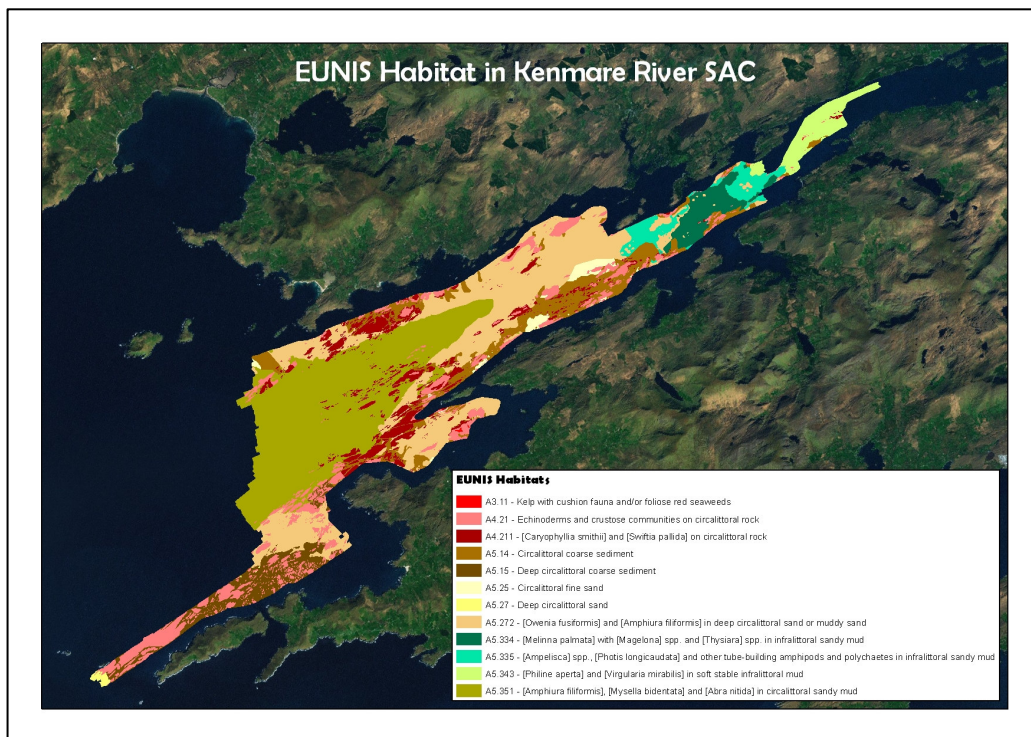 EUNIS Habitat in Kenmare River SAC
EUNIS Habitats
A3.11 - Kelp with cushion fauna and/or foliose red seaweeds
A4.21 - Echinoderms and crustose communities on circalittoral rock
A4.211 - [Caryophyllia smithii] and [Swiftia pallida] on circalittoral rock
A5.14 - Circalittoral coarse sediment
A5.15 - Deep circalittoral coarse sediment
A5.25 - Circalittoral fine sand
A5.27 - Deep circalittoral sand
A5.272 - [Owenia fusiformis] and [Amphiura filiformis] in deep circalittoral sand or muddy sand
A5.334 - [Melinna palmata] with [Magelona] spp. and [Thysiara] spp. in infralittoral sandy mud
A5.335 - [Ampelisca] spp., [Photis longicaudata] and other tube-building amphipods and polychaetes in infralittoral sandy mud
A5.343 - [Philine aperta] and [Virgularia mirabilis] in soft stable infralittoral mud
A5.351 - [Amphiura filiformis], [Mysella bidentata] and [Abra nitida] in circalittoral sandy mud